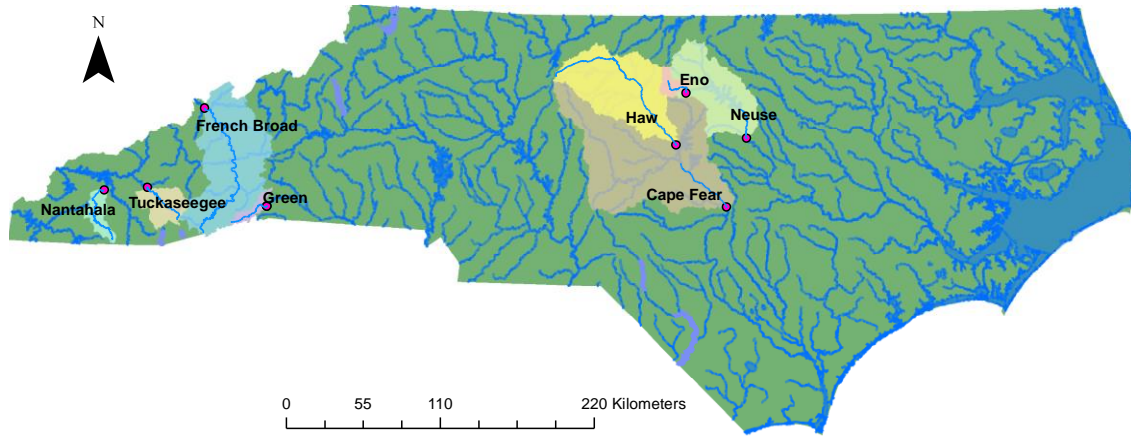 N
Eno
Neuse
Haw
French Broad
Cape Fear
Green
Tuckaseegee
Nantahala
0 55 110 220 Kilometers